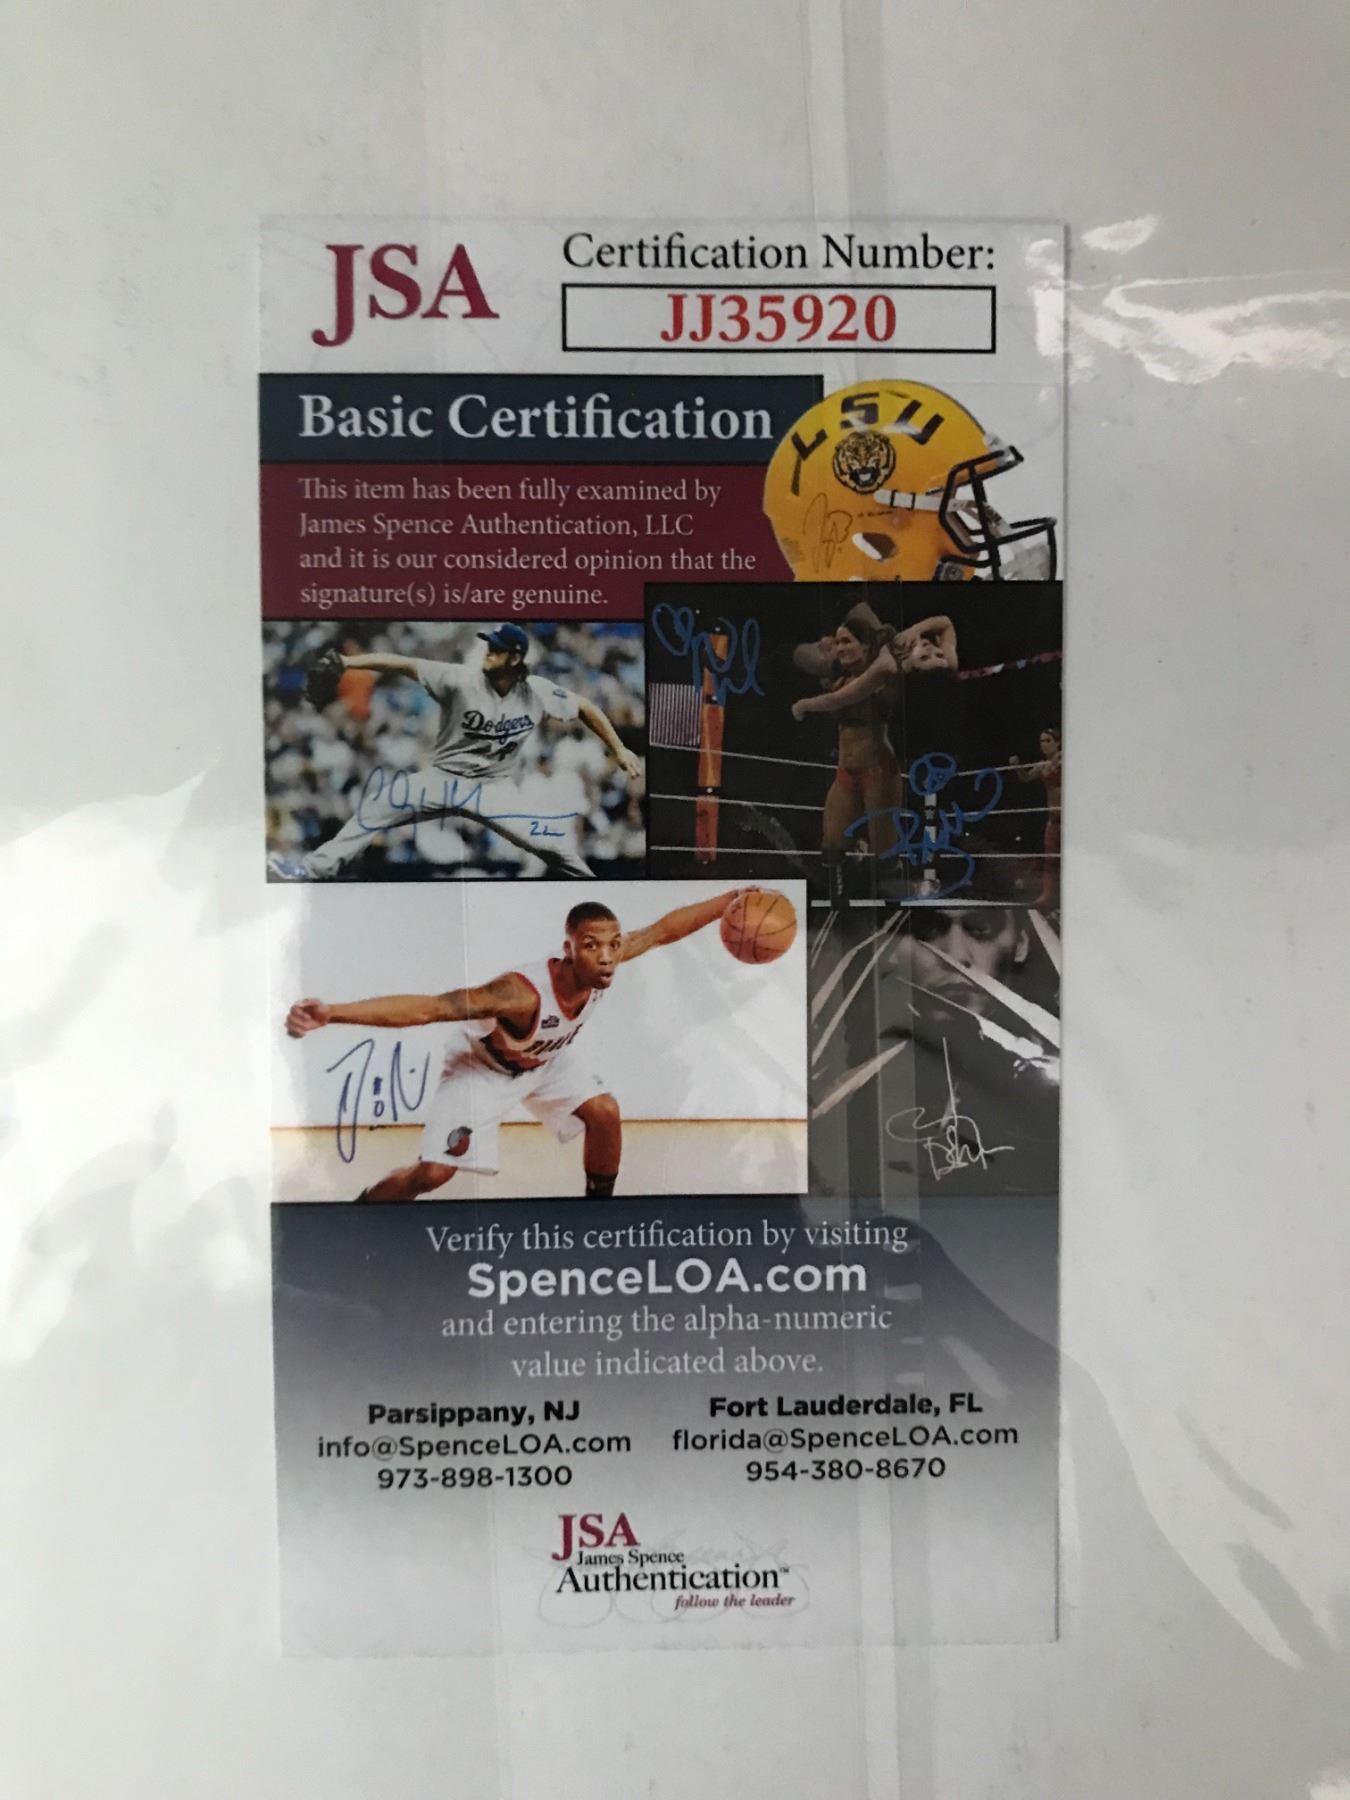 JSA
Certification Number:
JJ35920
Basic Certification
This item has been fully examined by
James Spence Authentication, LLC
and it is our considered opinion that the
signature(s) is/are genuine.
LSU
Dodgers
22
Verify this certification by visiting
SpenceLOA.com
and entering the alpha-numeric
value indicated above.
Parsippany, NJ
info@SpenceLOA.com
973-898-1300
Fort Lauderdale, FL
florida@SpenceLOA.com
954-380-8670
JSA
James Spence
Authentication™
follow the leader